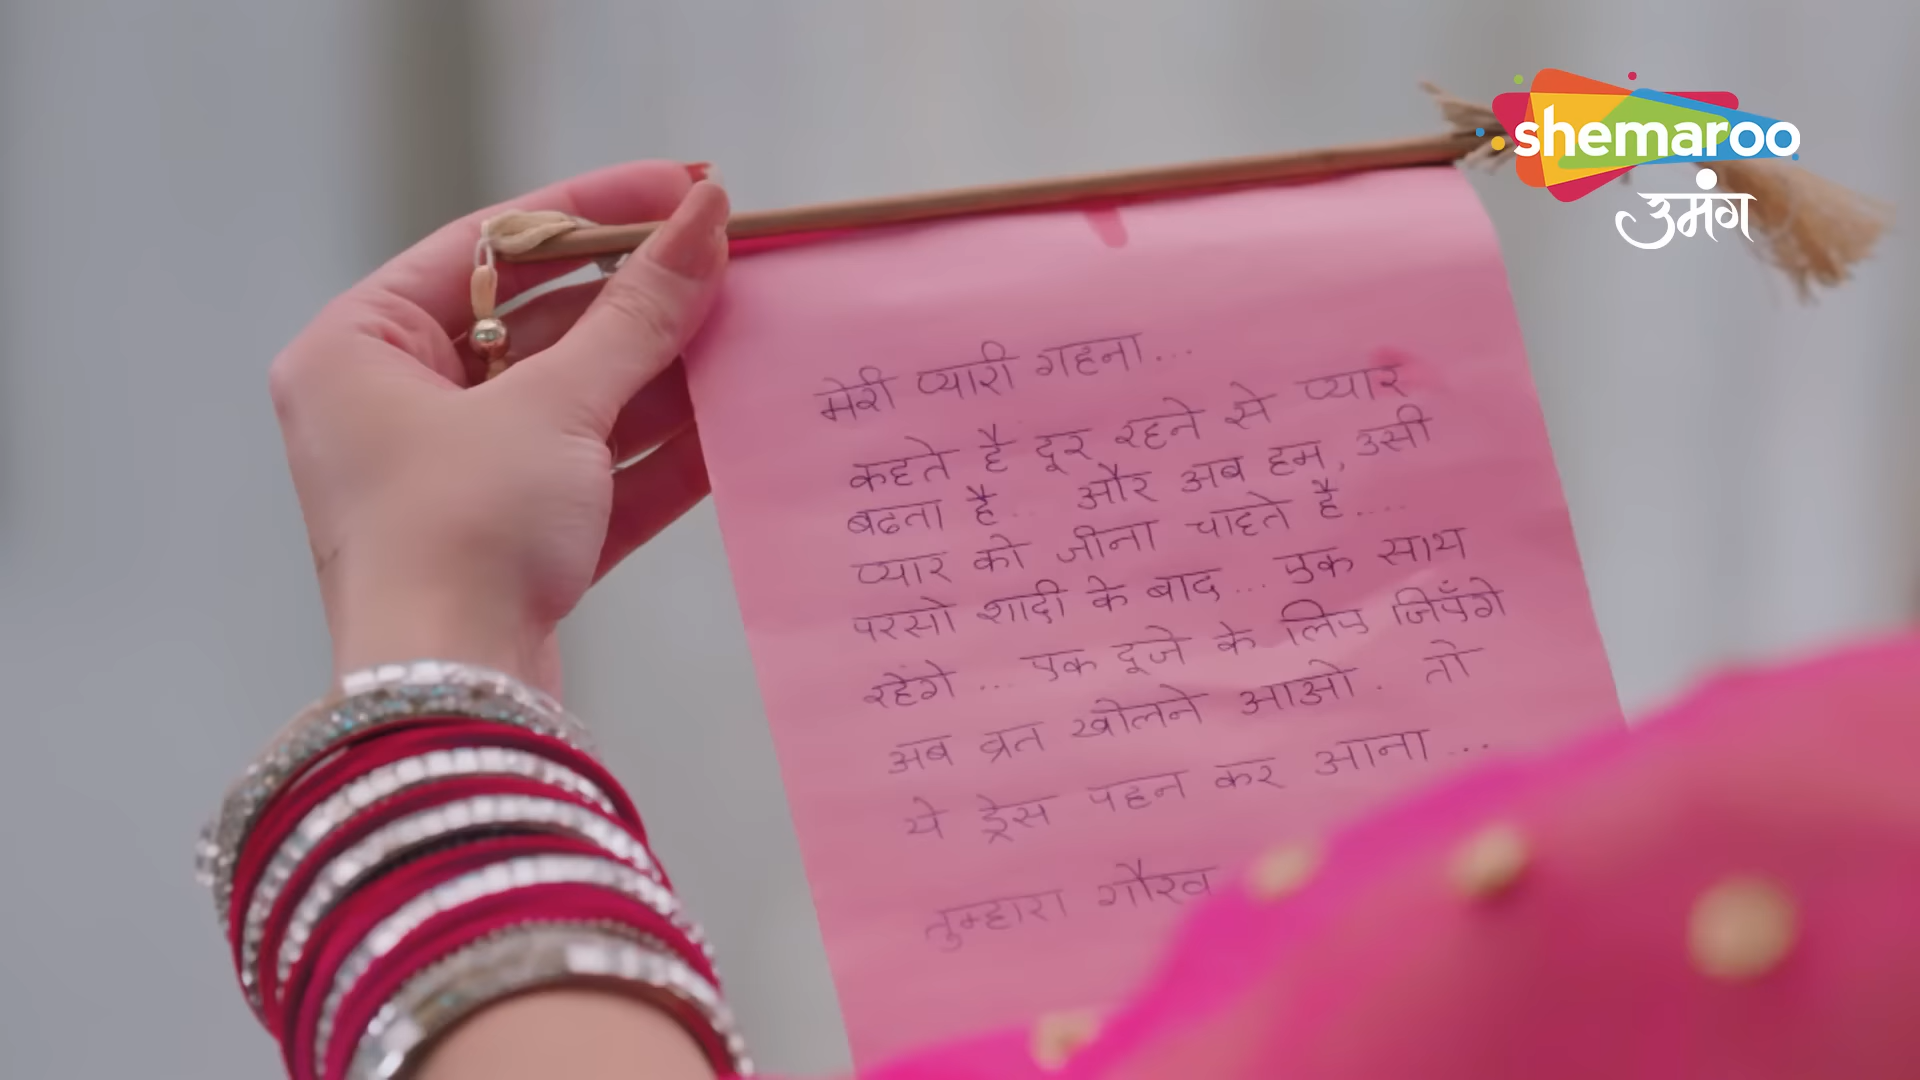 shemaroo
उमंग
मेरी प्यारी गहना...
कहते है दूर रहने से प्यार
बढता है.. और अब हम, उसी
प्यार को जीना चाहते है....
परसो शादी के बाद... एक साथ
रहेंगे... एक दूजे के लिए जिएँगे
अब व्रत खोलने आओ. तो
ये ड्रेस पहन कर आना...
तुम्हारा गौरव